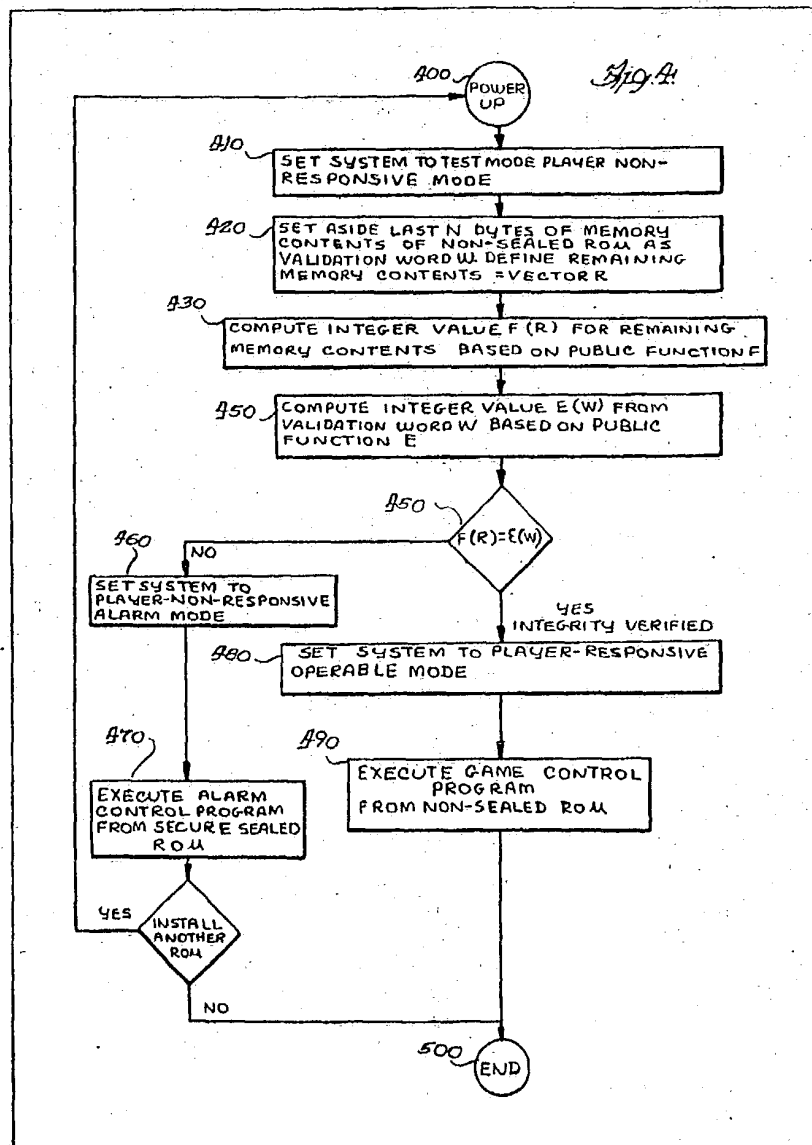 400
POWER
UP
Fig.4.
410
SET SYSTEM TO TEST MODE PLAYER NON-
RESPONSIVE MODE
420
SET ASIDE LAST N BYTES OF MEMORY
CONTENTS OF NON-SEALED ROM AS
VALIDATION WORD W. DEFINE REMAINING
MEMORY CONTENTS =VECTOR R
430
COMPUTE INTEGER VALUE F(R) FOR REMAINING
MEMORY CONTENTS BASED ON PUBLIC FUNCTION F
450
COMPUTE INTEGER VALUE E(W) FROM
VALIDATION WORD W BASED ON PUBLIC
FUNCTION E
450
F(R)=E(W)
NO
460
SET SYSTEM TO
PLAYER-NON-RESPONSIVE
ALARM MODE
YES
INTEGRITY VERIFIED
480
SET SYSTEM TO PLAYER-RESPONSIVE
OPERABLE MODE
470
EXECUTE ALARM
CONTROL PROGRAM
FROM SECURE SEALED
ROM
490
EXECUTE GAME CONTROL
PROGRAM
FROM NON-SEALED ROM
YES
INSTALL
ANOTHER
ROM
NO
500
END